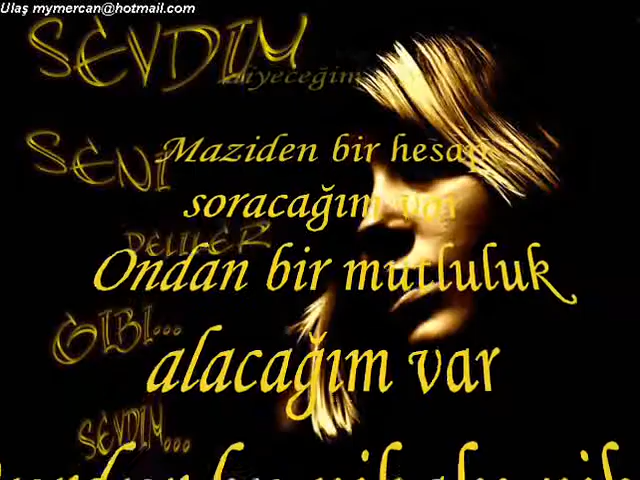 Ulaş mymercan@hotmail.com
SEVDIM
diyeceğim
SENI
Maziden bir hesap
soracağım var
DELILER
Ondan bir mutluluk
GIBI...
alacağım var
SEVDIM...